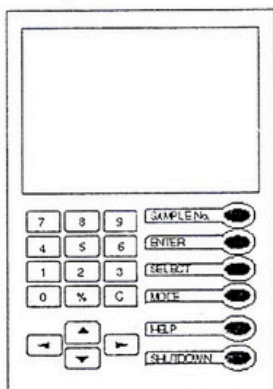 7 8 9 SAMPLE No.
4 5 6 ENTER
1 2 3 SELECT
0 % C MODE
HELP
SHUTDOWN